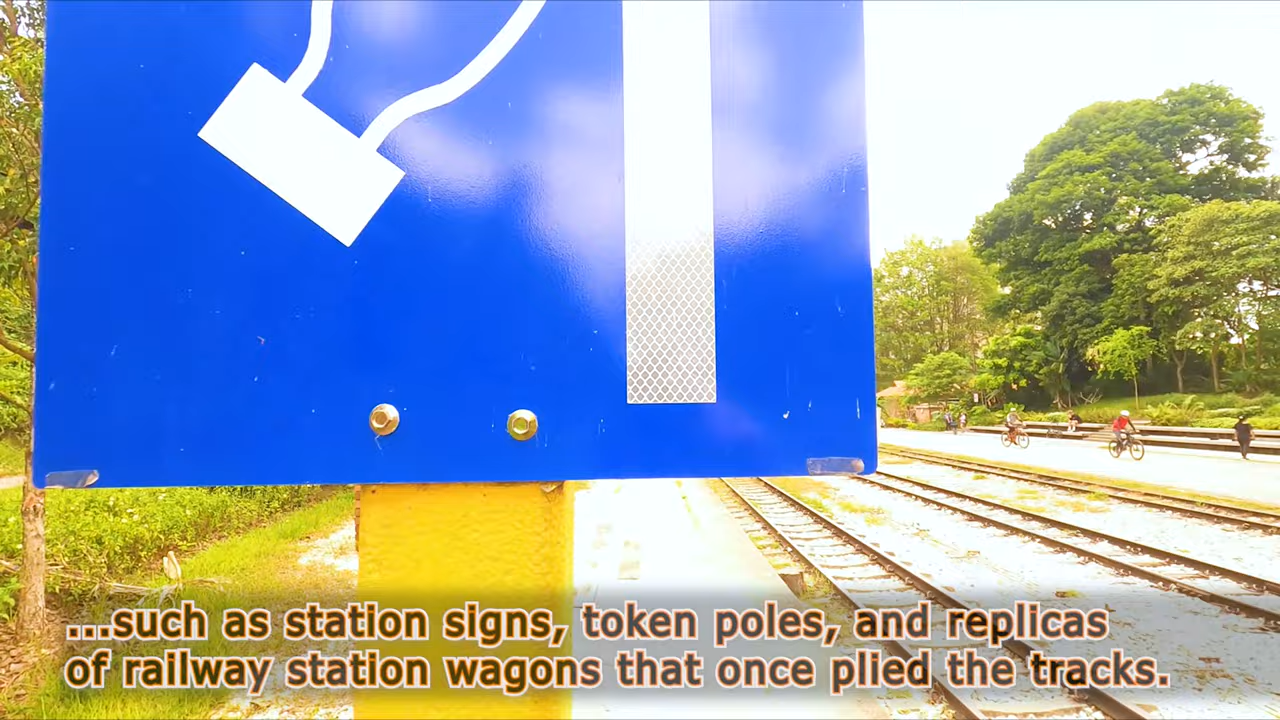 ...such as station signs, token poles, and replicas
of railway station wagons that once plied the tracks.